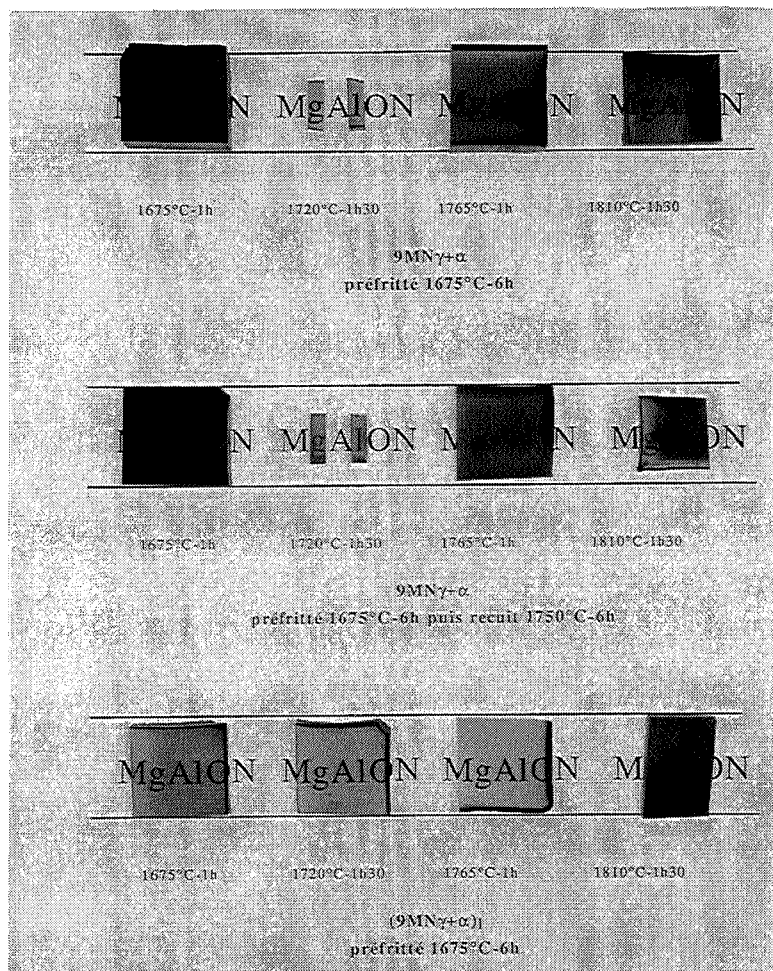 MgAlON MgAlON
1675°C-1h 1720°C-1h30 1765°C-1h 1810°C-1h30
9MNγ+α
préfritté 1675°C-6h
MgAlON
1675°C-1h 1720°C-1h30 1765°C-1h 1810°C-1h30
9MNγ+α
préfritté 1675°C-6h puis recuit 1750°C-6h
MgAlON MgAlON MgAlON
1675°C-1h 1720°C-1h30 1765°C-1h 1810°C-1h30
(9MNγ+α)₁
préfritté 1675°C-6h